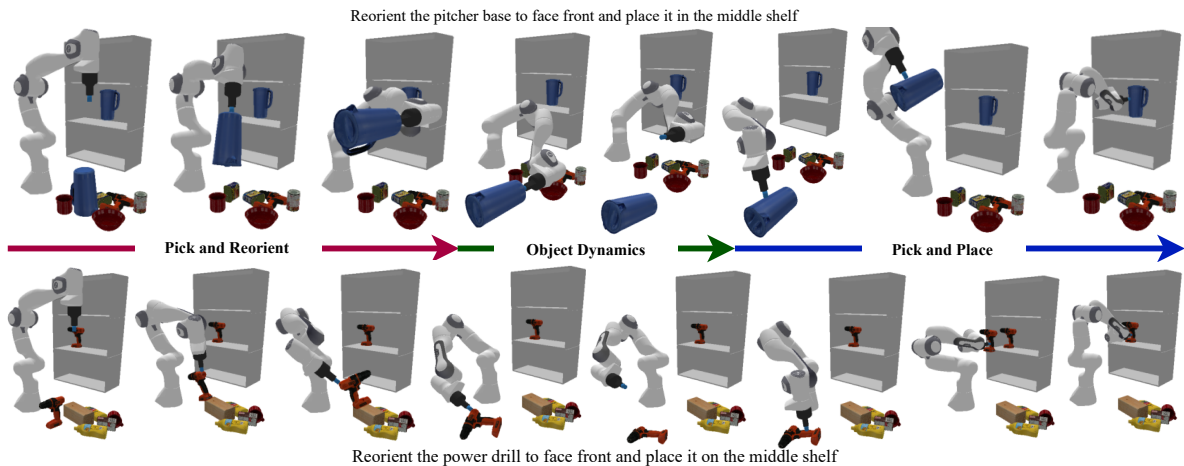 Reorient the pitcher base to face front and place it in the middle shelf
Pick and Reorient
Object Dynamics
Pick and Place
Reorient the power drill to face front and place it on the middle shelf